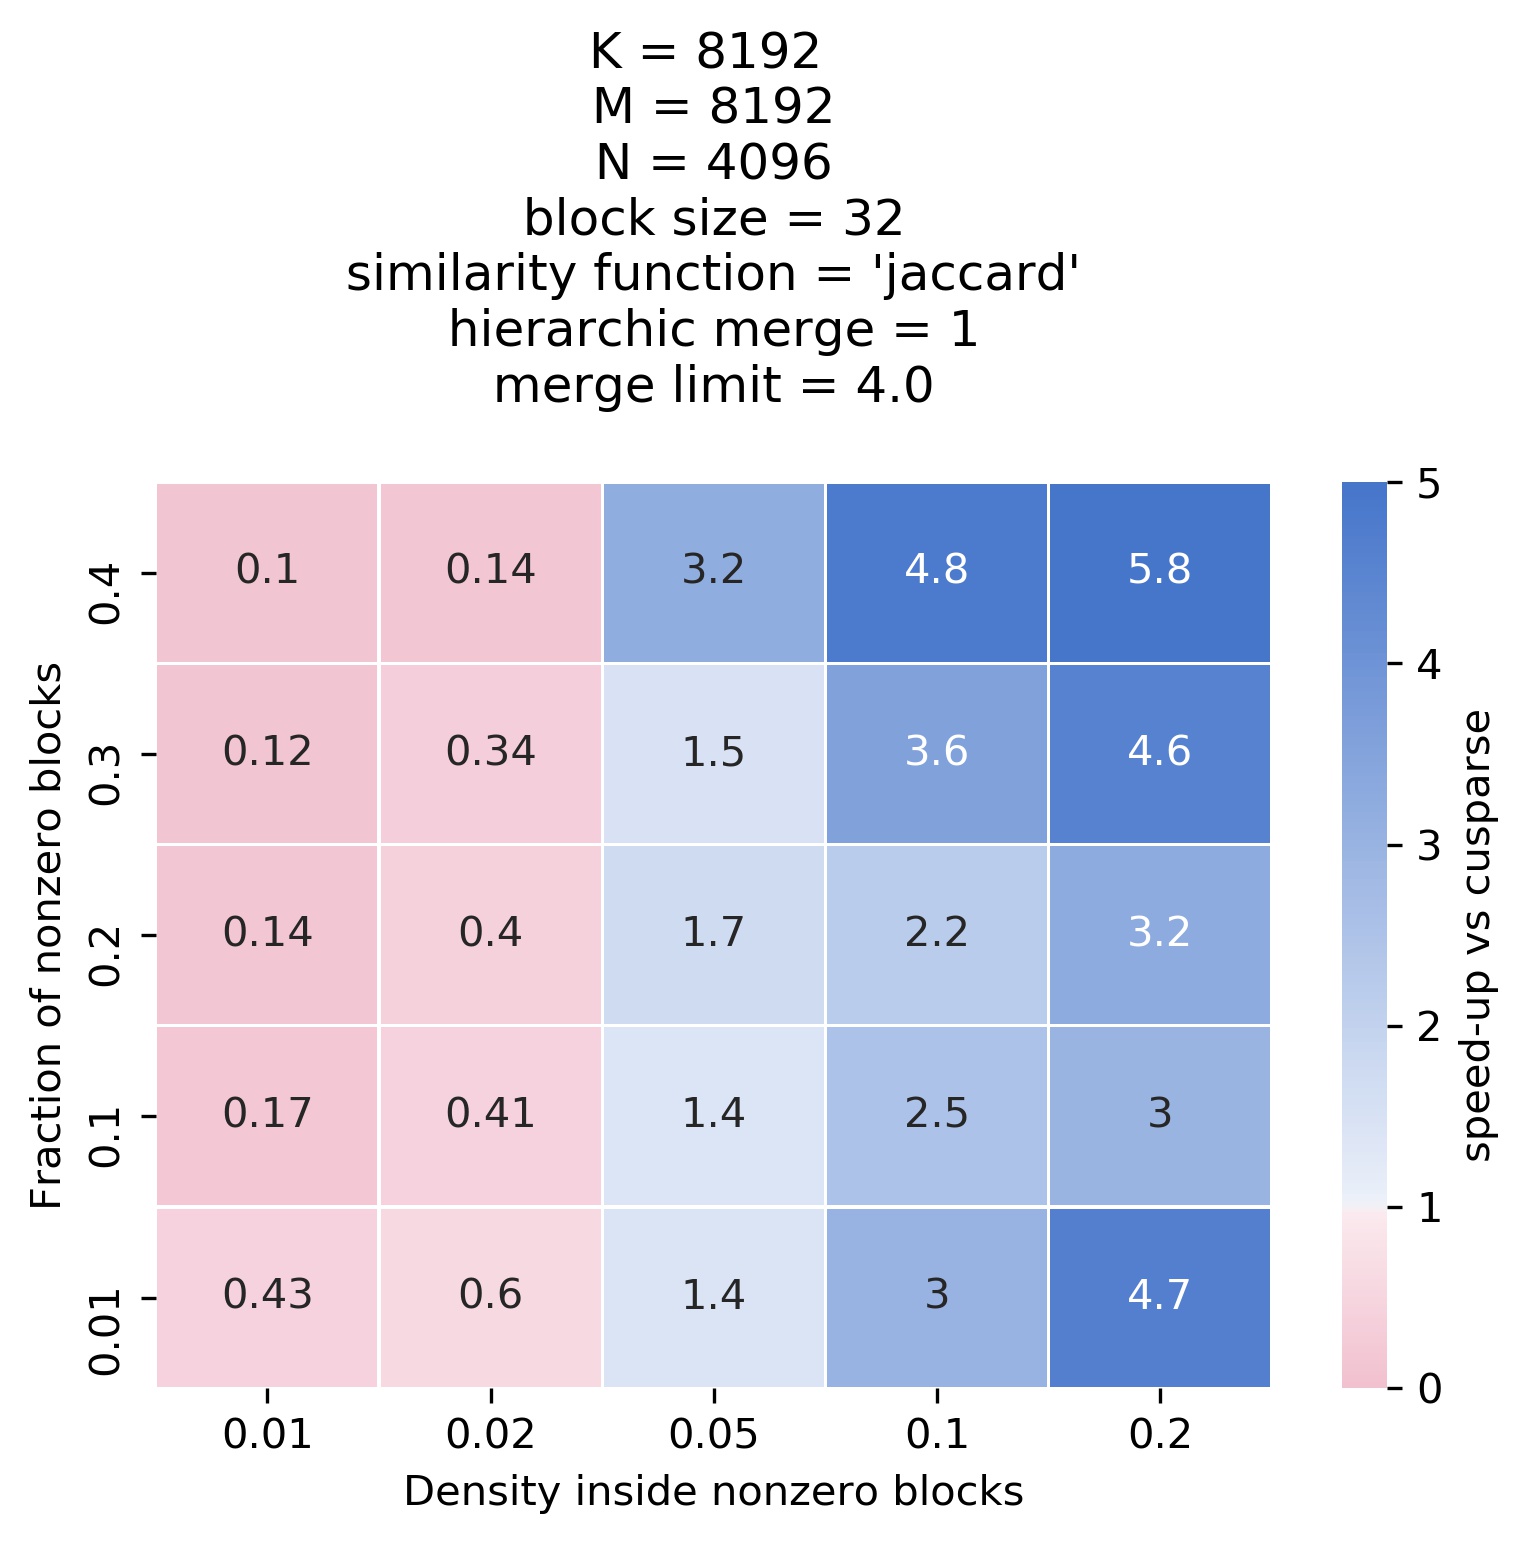 K = 8192
M = 8192
N = 4096
block size = 32
similarity function = 'jaccard'
hierarchic merge = 1
merge limit = 4.0
Fraction of nonzero blocks
0.4 0.1 0.14 3.2 4.8 5.8
0.3 0.12 0.34 1.5 3.6 4.6
0.2 0.14 0.4 1.7 2.2 3.2
0.1 0.17 0.41 1.4 2.5 3
0.01 0.43 0.6 1.4 3 4.7
0.01 0.02 0.05 0.1 0.2
Density inside nonzero blocks
5
4
3
2
1
0
speed-up vs cusparse